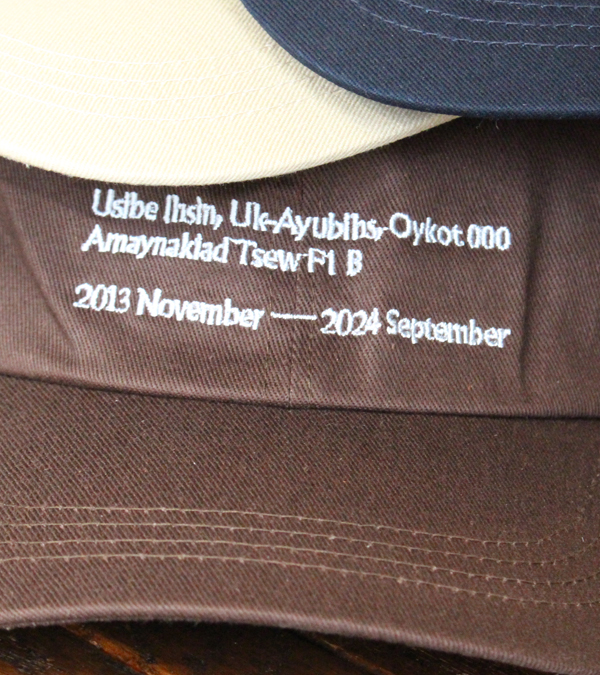 Usibe Ihsin, Uk-Ayubihs, Oykot 000
Amaynakiad Tsew F1 B
2013 November — 2024 September